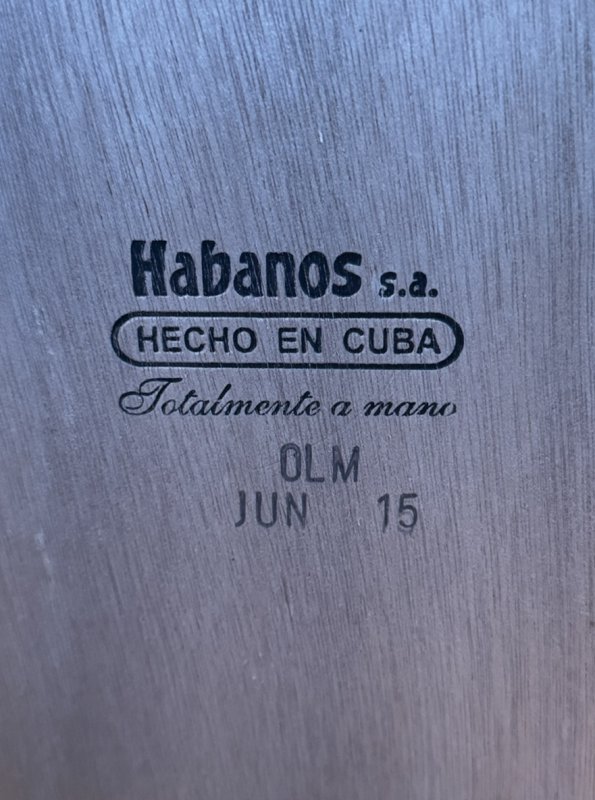 Habanos s.a.
HECHO EN CUBA
Totalmente a mano
OLM
JUN 15